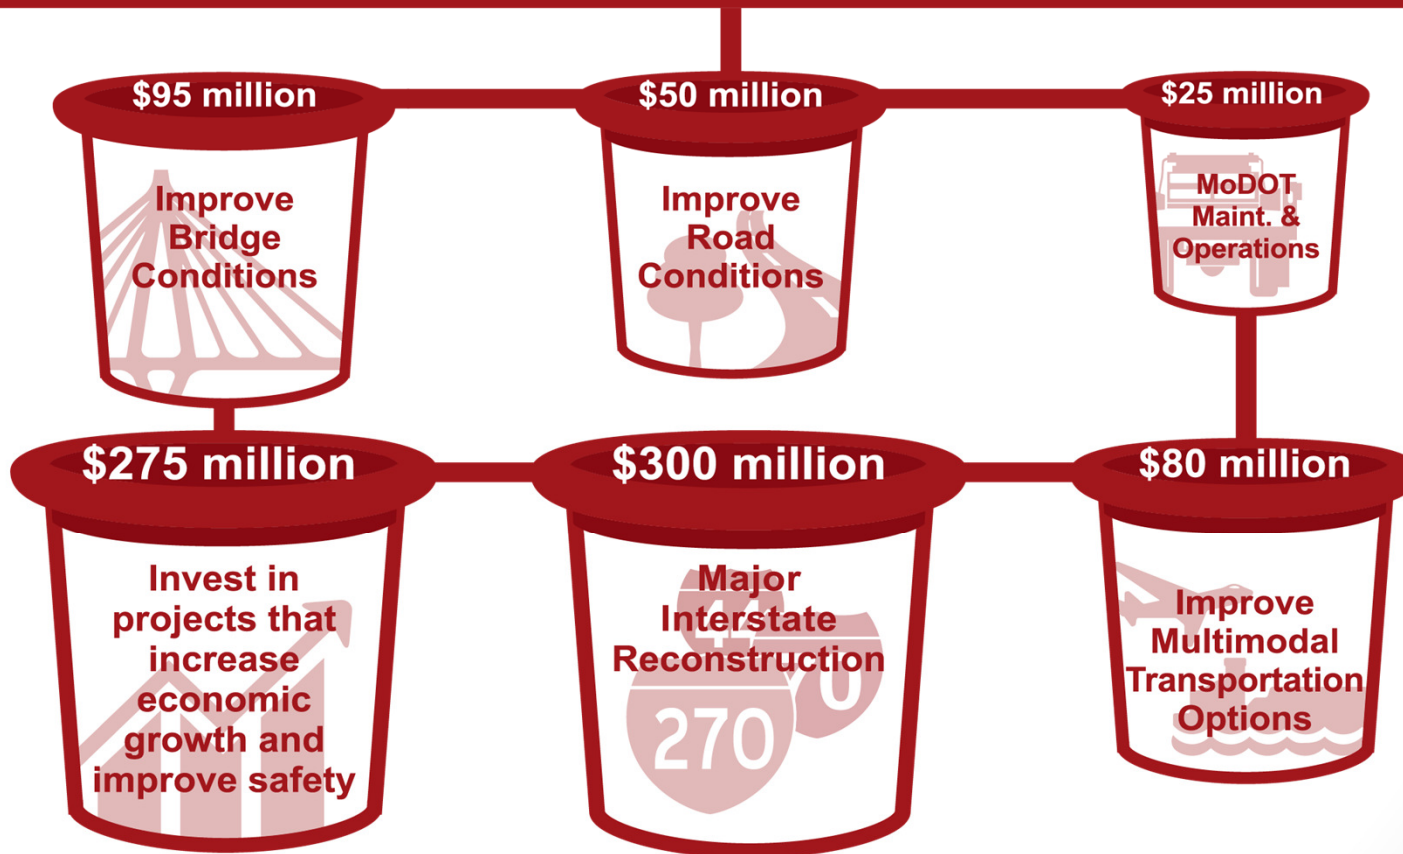 $95 million
Improve
Bridge
Conditions
$50 million
Improve
Road
Conditions
$25 million
MoDOT
Maint. &
Operations
$275 million
Invest in
projects that
increase
economic
growth and
improve safety
$300 million
Major
Interstate
Reconstruction
44
70
270
$80 million
Improve
Multimodal
Transportation
Options